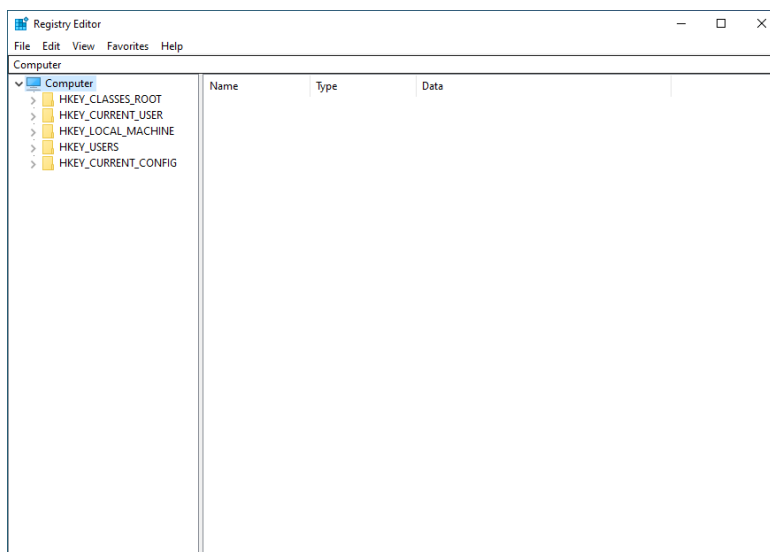 Registry Editor
File Edit View Favorites Help
Computer
Computer
HKEY_CLASSES_ROOT
HKEY_CURRENT_USER
HKEY_LOCAL_MACHINE
HKEY_USERS
HKEY_CURRENT_CONFIG
Name Type Data